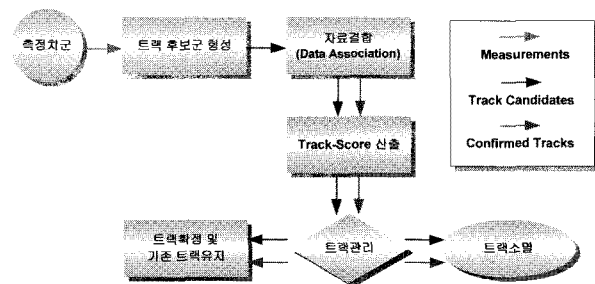 측정치군
트랙 후보군 형성
자료결합
(Data Association)
Measurements
Track Candidates
Confirmed Tracks
Track-Score 산출
트랙확정 및
기존 트랙유지
트랙관리
트랙소멸